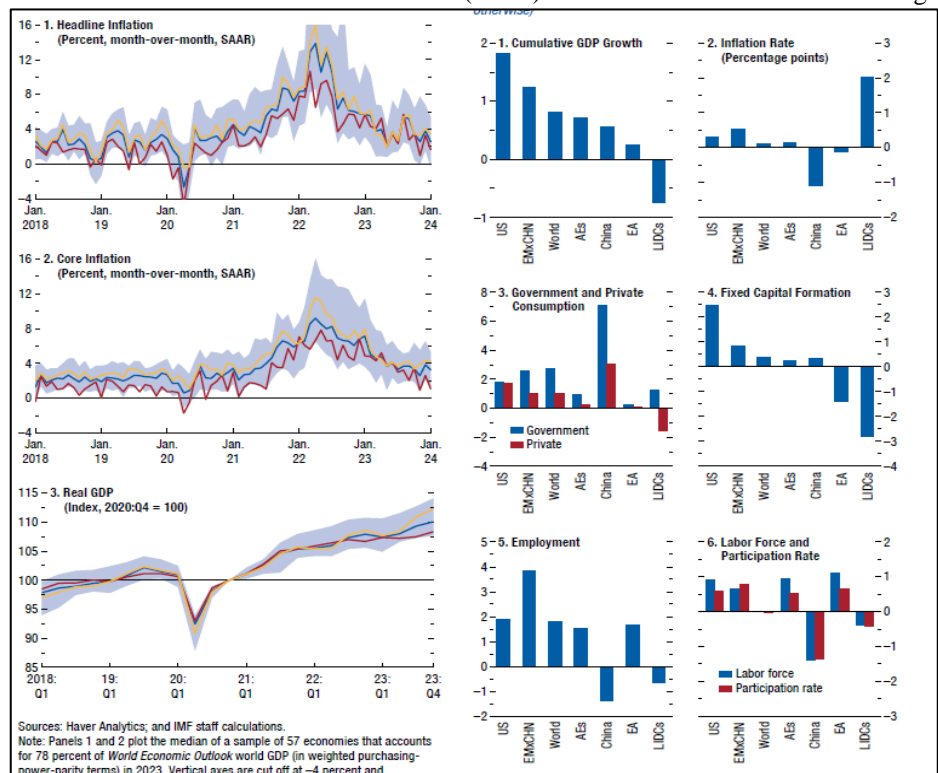 otherwise)
16 – 1. Headline Inflation
(Percent, month-over-month, SAAR)
12
8
4
0
–4
Jan. 2018
Jan. 19
Jan. 20
Jan. 21
Jan. 22
Jan. 23
Jan. 24
16 – 2. Core Inflation
(Percent, month-over-month, SAAR)
12
8
4
0
–4
Jan. 2018
Jan. 19
Jan. 20
Jan. 21
Jan. 22
Jan. 23
Jan. 24
115 – 3. Real GDP
(Index, 2020:Q4 = 100)
110
105
100
95
90
85
2018: Q1
19: Q1
20: Q1
21: Q1
22: Q1
23: Q1
23: Q4
Sources: Haver Analytics; and IMF staff calculations.
Note: Panels 1 and 2 plot the median of a sample of 57 economies that accounts
for 78 percent of World Economic Outlook world GDP (in weighted purchasing-
power-parity terms) in 2023. Vertical axes are cut off at –4 percent and
2 – 1. Cumulative GDP Growth
1
0
–1
US
EMxCHN
World
AEs
China
EA
LIDCs
2. Inflation Rate
(Percentage points)
3
2
1
0
–1
–2
US
EMxCHN
World
AEs
China
EA
LIDCs
8 – 3. Government and Private
Consumption
6
4
2
0
–2
–4
Government
Private
US
EMxCHN
World
AEs
China
EA
LIDCs
4. Fixed Capital Formation
3
2
1
0
–1
–2
–3
–4
US
EMxCHN
World
AEs
China
EA
LIDCs
5 – 5. Employment
4
3
2
1
0
–1
–2
US
EMxCHN
World
AEs
China
EA
LIDCs
6. Labor Force and
Participation Rate
2
1
0
–1
–2
–3
Labor force
Participation rate
US
EMxCHN
World
AEs
China
EA
LIDCs